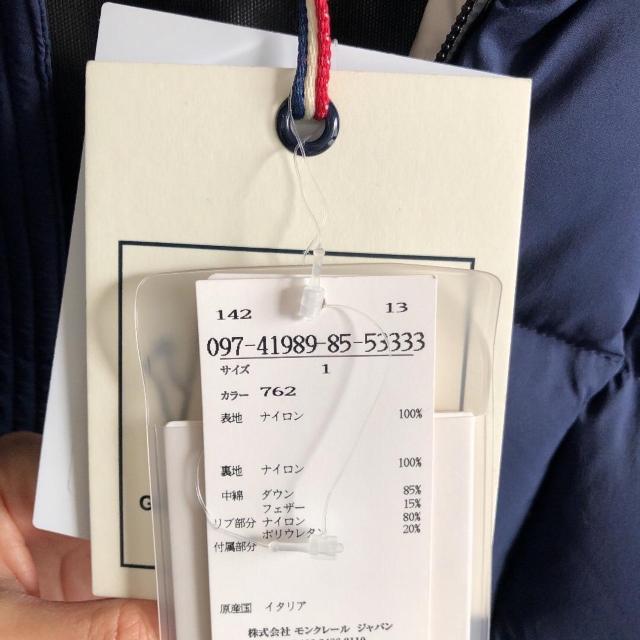 142 13
097-41989-85-53333
サイズ 1
カラー 762
表地 ナイロン 100%
裏地 ナイロン 100%
中綿 ダウン 85%
フェザー 15%
リブ部分 ナイロン 80%
ポリウレタン 20%
付属部分
原産国 イタリア
株式会社 モンクレール ジャパン
G